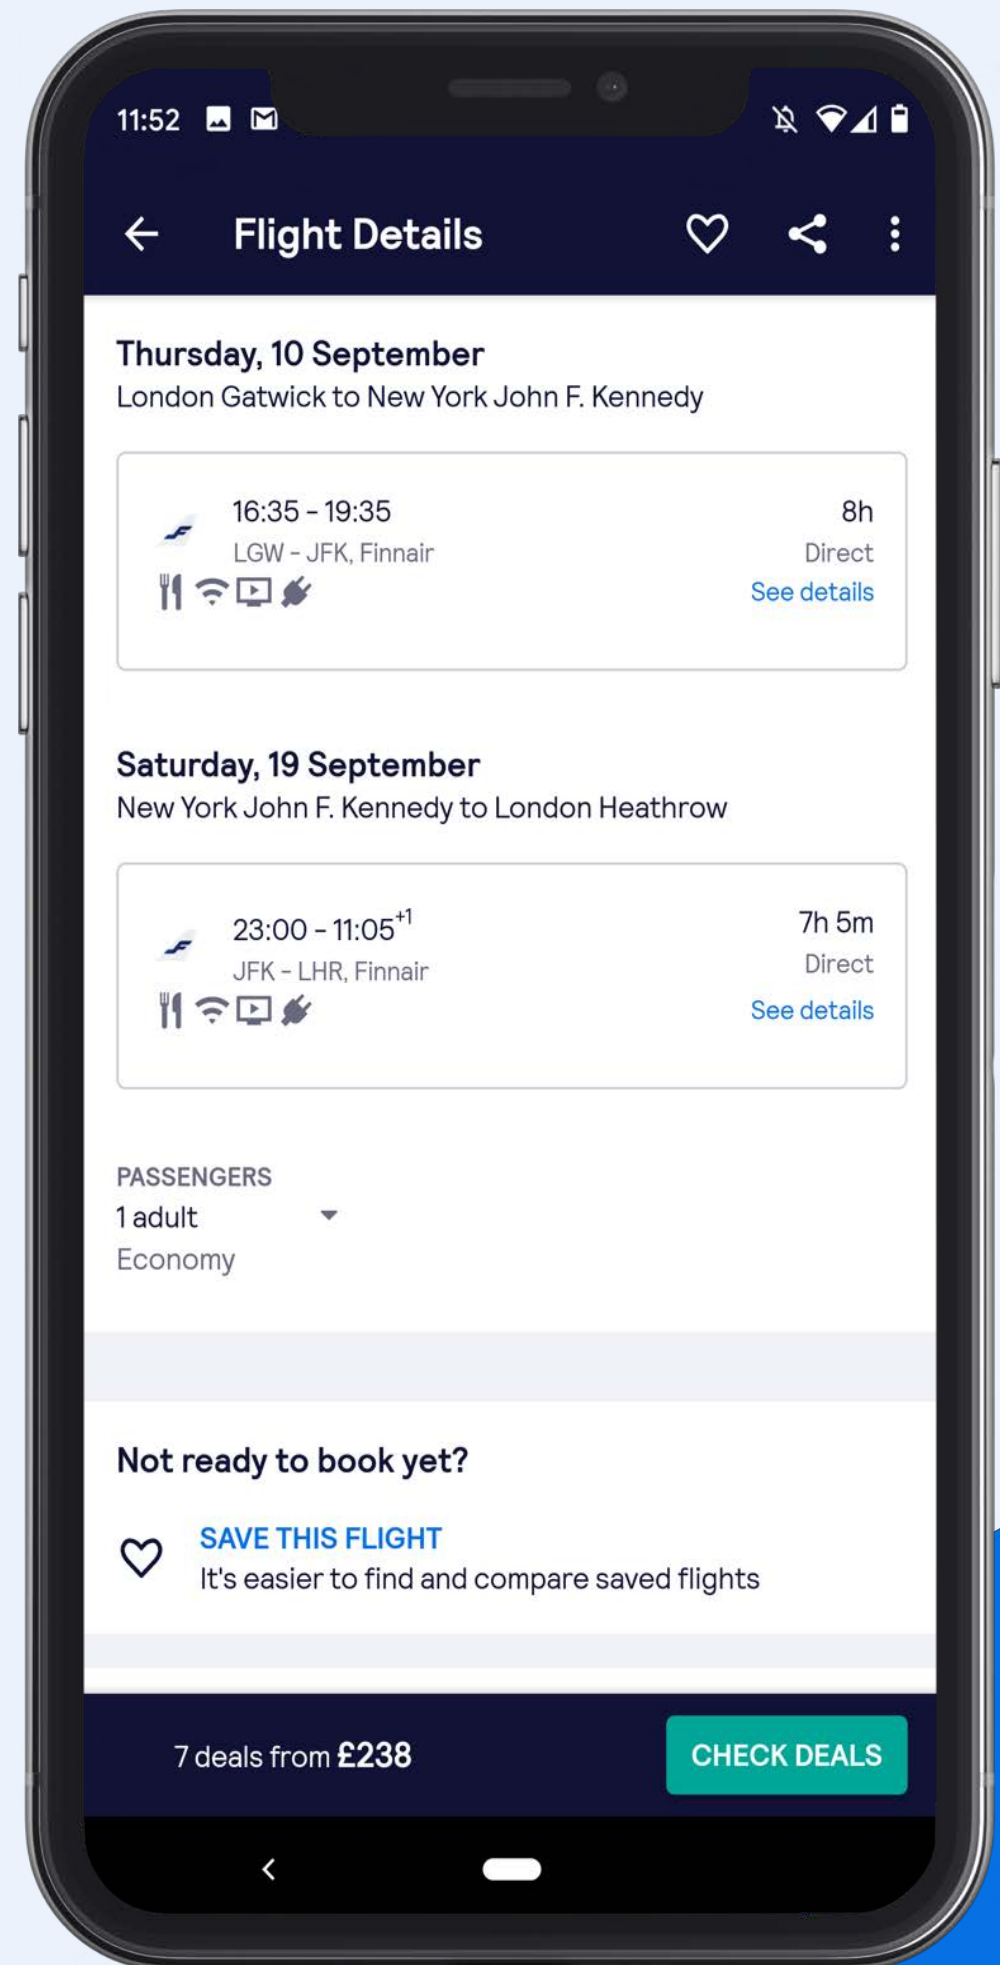 11:52
Flight Details
Thursday, 10 September
London Gatwick to New York John F. Kennedy
16:35 – 19:35
8h
LGW – JFK, Finnair
Direct
See details
Saturday, 19 September
New York John F. Kennedy to London Heathrow
23:00 – 11:05+1
7h 5m
JFK – LHR, Finnair
Direct
See details
PASSENGERS
1 adult
Economy
Not ready to book yet?
SAVE THIS FLIGHT
It's easier to find and compare saved flights
7 deals from £238
CHECK DEALS